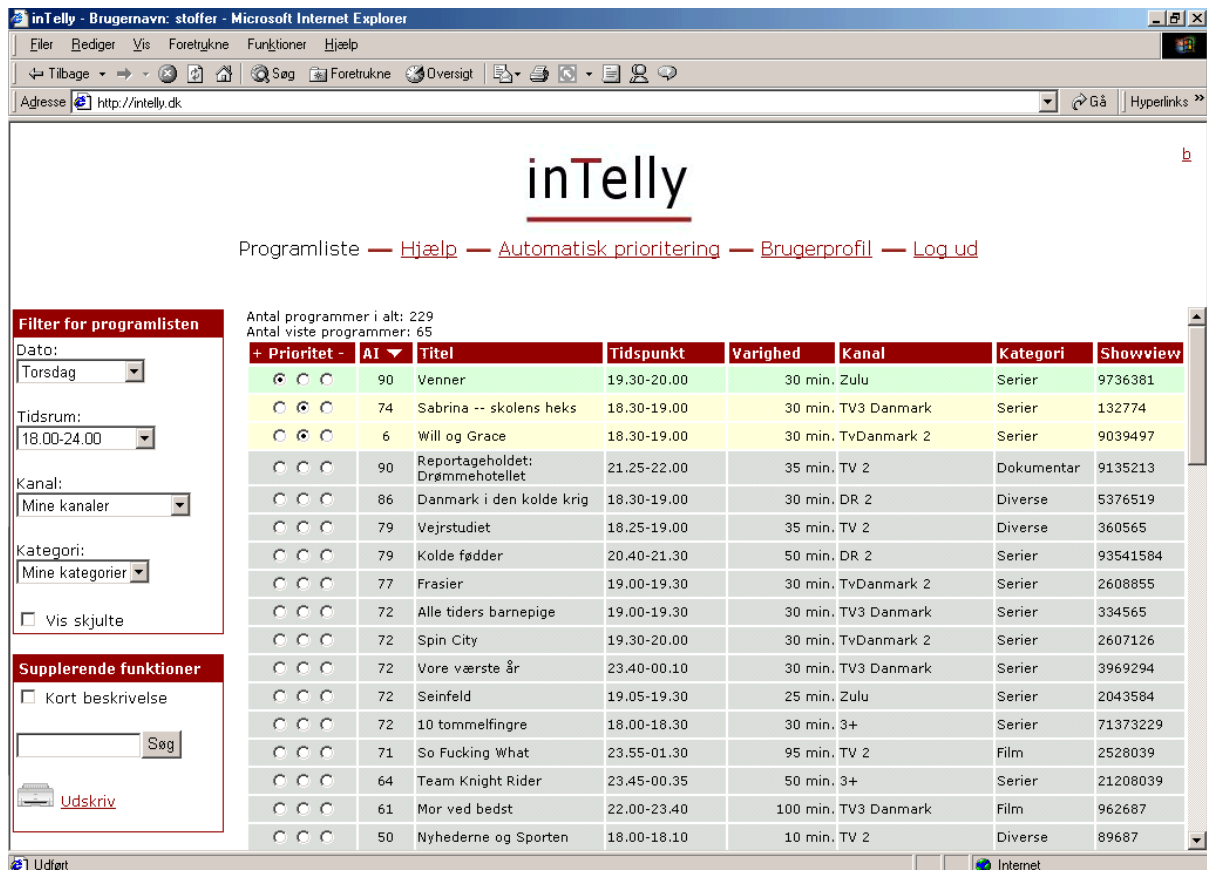 inTelly - Brugernavn: stoffer - Microsoft Internet Explorer
Filer Rediger Vis Foretrukne Funktioner Hjælp
Tilbage Søg Foretrukne Oversigt
Adresse http://intelly.dk Gå Hyperlinks »
b
inTelly
Programliste — Hjælp — Automatisk prioritering — Brugerprofil — Log ud
Filter for programlisten
Dato:
Torsdag
Tidsrum:
18.00-24.00
Kanal:
Mine kanaler
Kategori:
Mine kategorier
Vis skjulte
Supplerende funktioner
Kort beskrivelse
Søg
Udskriv
Antal programmer i alt: 229
Antal viste programmer: 65
+ Prioritet - AI Titel Tidspunkt Varighed Kanal Kategori Showview
90 Venner 19.30-20.00 30 min. Zulu Serier 9736381
74 Sabrina -- skolens heks 18.30-19.00 30 min. TV3 Danmark Serier 132774
6 Will og Grace 18.30-19.00 30 min. TvDanmark 2 Serier 9039497
90 Reportageholdet: Drømmehotellet 21.25-22.00 35 min. TV 2 Dokumentar 9135213
86 Danmark i den kolde krig 18.30-19.00 30 min. DR 2 Diverse 5376519
79 Vejrstudiet 18.25-19.00 35 min. TV 2 Diverse 360565
79 Kolde fødder 20.40-21.30 50 min. DR 2 Serier 93541584
77 Frasier 19.00-19.30 30 min. TvDanmark 2 Serier 2608855
72 Alle tiders barnepige 19.00-19.30 30 min. TV3 Danmark Serier 334565
72 Spin City 19.30-20.00 30 min. TvDanmark 2 Serier 2607126
72 Vore værste år 23.40-00.10 30 min. TV3 Danmark Serier 3969294
72 Seinfeld 19.05-19.30 25 min. Zulu Serier 2043584
72 10 tommelfingre 18.00-18.30 30 min. 3+ Serier 71373229
71 So Fucking What 23.55-01.30 95 min. TV 2 Film 2528039
64 Team Knight Rider 23.45-00.35 50 min. 3+ Serier 21208039
61 Mor ved bedst 22.00-23.40 100 min. TV3 Danmark Film 962687
50 Nyhederne og Sporten 18.00-18.10 10 min. TV 2 Diverse 89687
Udført Internet